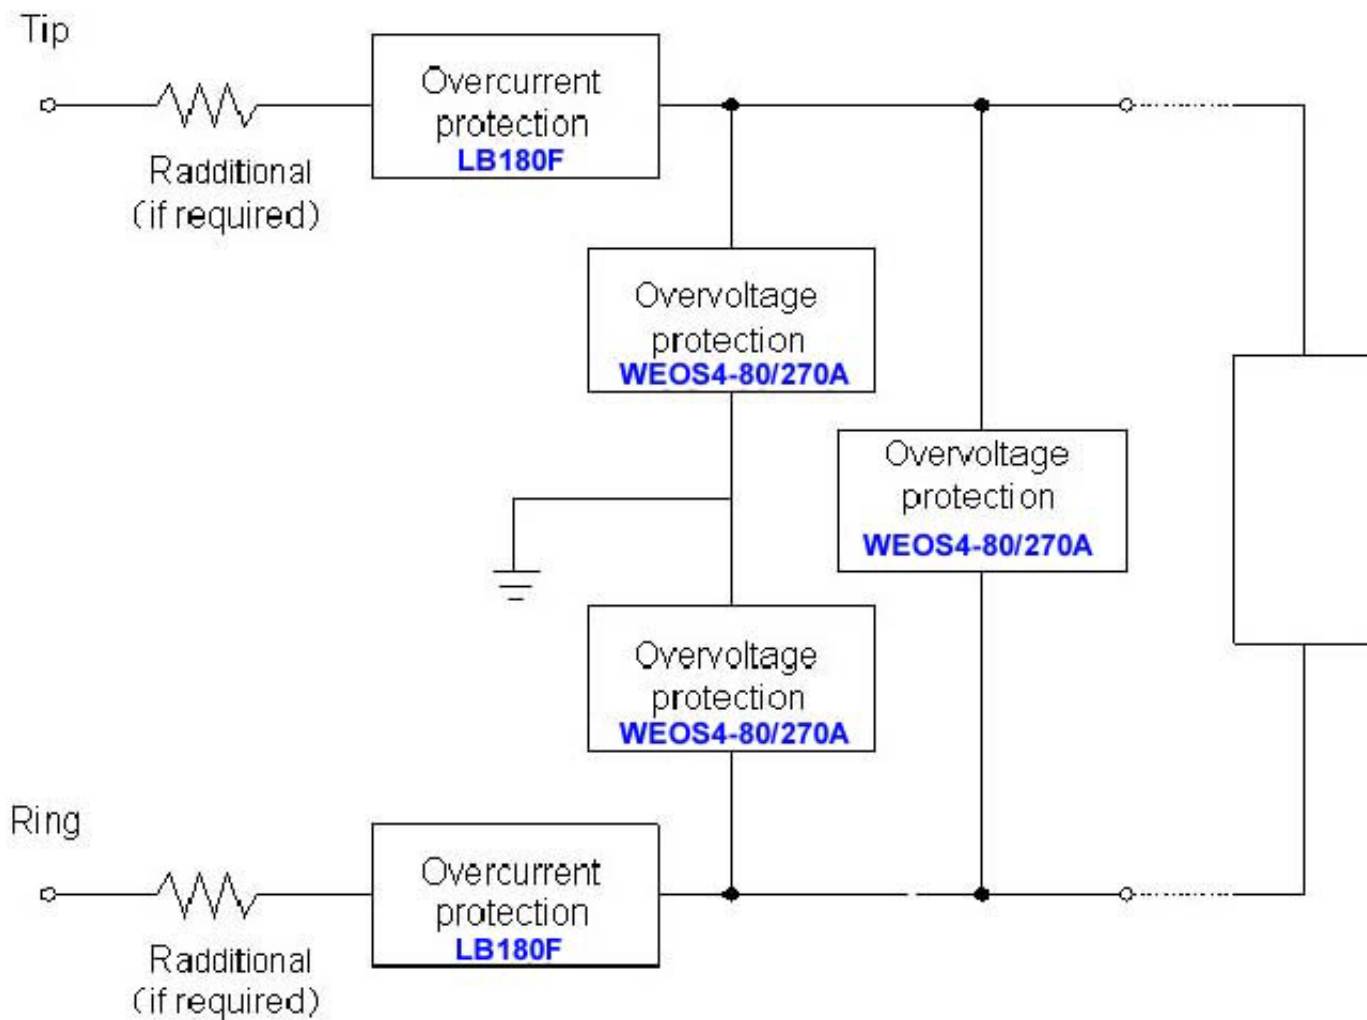 Tip
Overcurrent
protection
LB180F
Radditional
(if required)
Overvoltage
protection
WEOS4-80/270A
Overvoltage
protection
WEOS4-80/270A
Overvoltage
protection
WEOS4-80/270A
Ring
Overcurrent
protection
LB180F
Radditional
(if required)